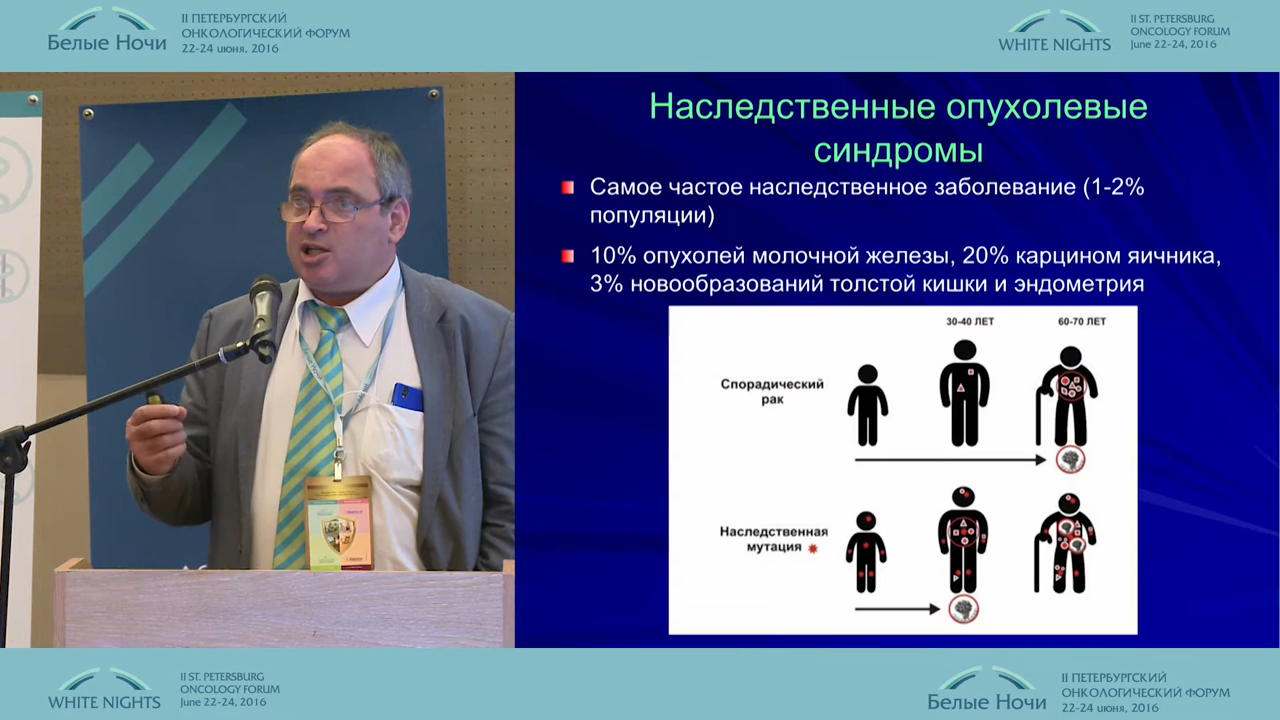 Белые Ночи
II ПЕТЕРБУРГСКИЙ
ОНКОЛОГИЧЕСКИЙ ФОРУМ
22-24 июня, 2016
WHITE NIGHTS
II ST. PETERSBURG
ONCOLOGY FORUM
June 22-24, 2016
Наследственные опухолевые
синдромы
Самое частое наследственное заболевание (1-2%
популяции)
10% опухолей молочной железы, 20% карцином яичника,
3% новообразований толстой кишки и эндометрия
30-40 ЛЕТ
60-70 ЛЕТ
Спорадический
рак
Наследственная
мутация
WHITE NIGHTS
II ST. PETERSBURG
ONCOLOGY FORUM
June 22-24, 2016
Белые Ночи
II ПЕТЕРБУРГСКИЙ
ОНКОЛОГИЧЕСКИЙ ФОРУМ
22-24 июня, 2016